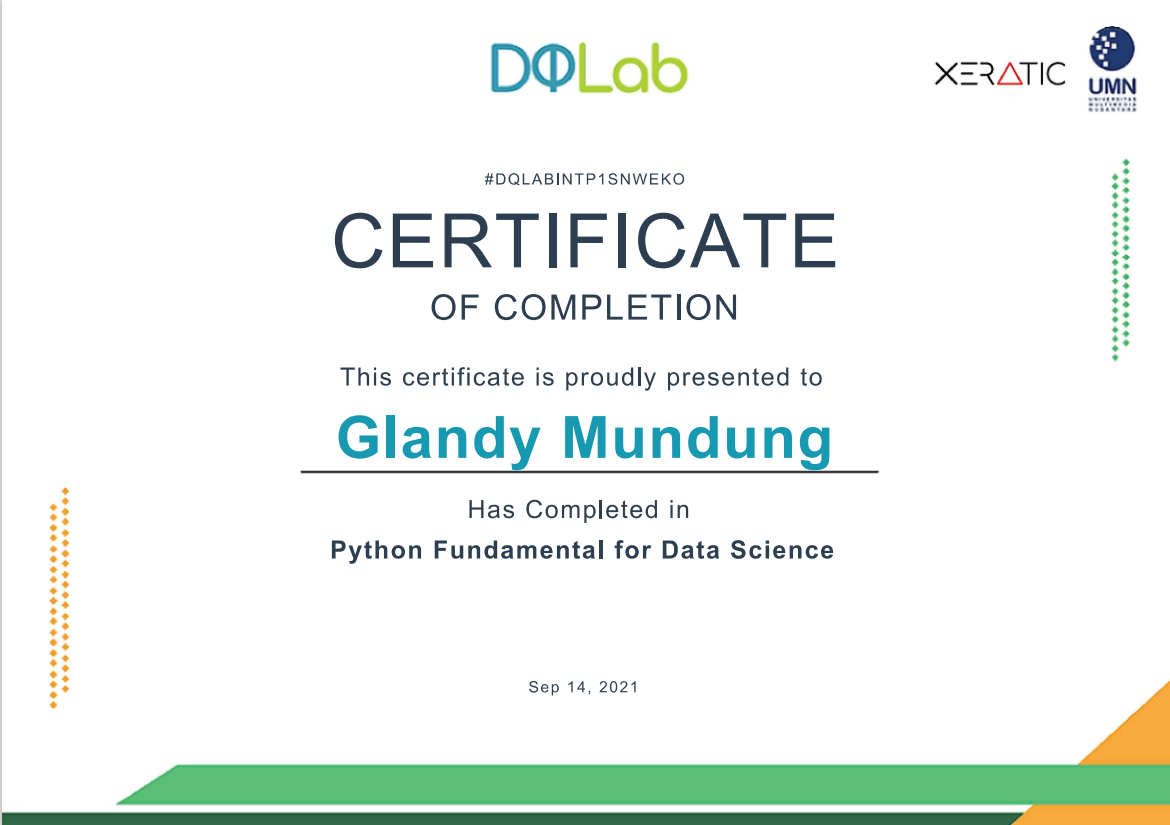 DQLab
XERATIC
UMN
UNIVERSITAS
MULTIMEDIA
NUSANTARA
#DQLABINTP1SNWEKO
CERTIFICATE
OF COMPLETION
This certificate is proudly presented to
Glandy Mundung
Has Completed in
Python Fundamental for Data Science
Sep 14, 2021